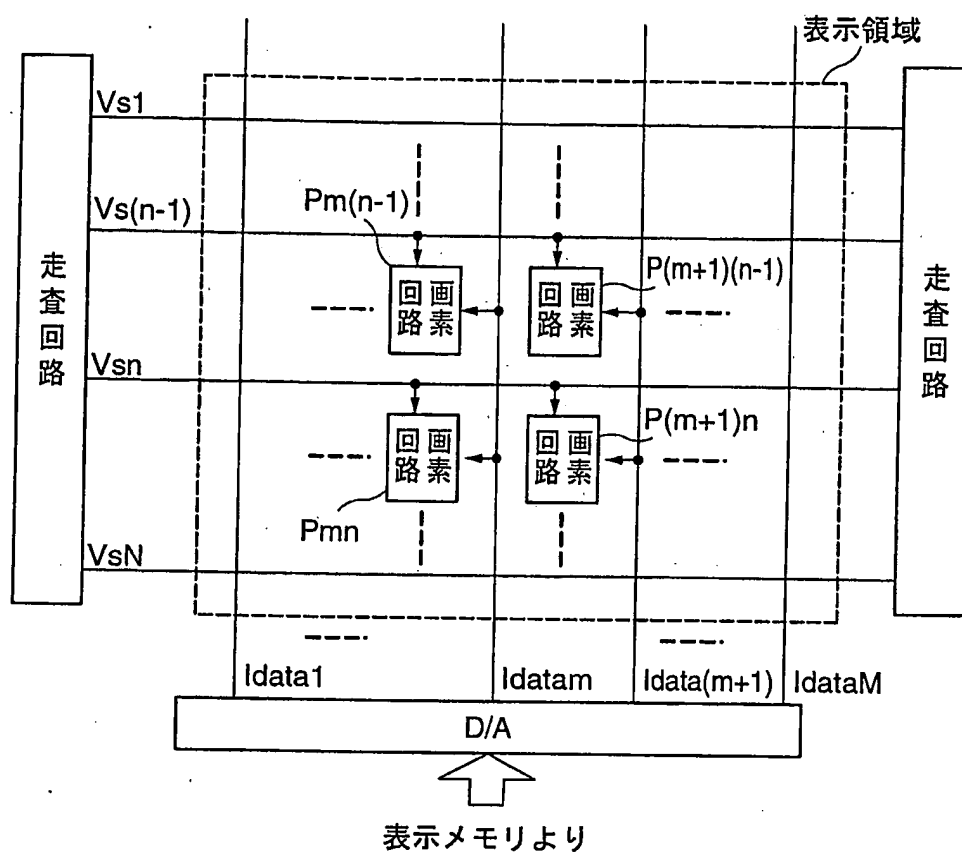 表示領域
Vs1
Pm(n-1)
Vs(n-1)
走査回路
画素回路
画素回路
P(m+1)(n-1)
走査回路
Vsn
画素回路
画素回路
P(m+1)n
Pmn
VsN
Idata1
Idatam
Idata(m+1)
IdataM
D/A
表示メモリより